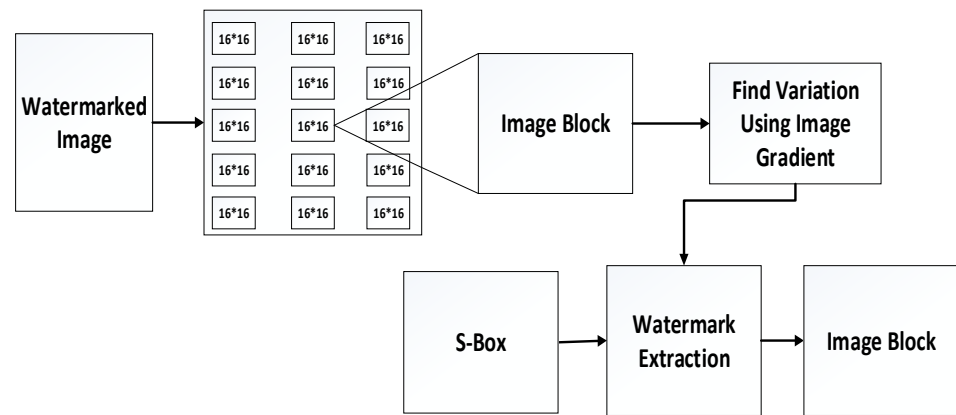 Watermarked
Image
16*16 16*16 16*16
16*16 16*16 16*16
16*16 16*16 16*16
16*16 16*16 16*16
16*16 16*16 16*16
Image Block
Find Variation
Using Image
Gradient
S-Box
Watermark
Extraction
Image Block